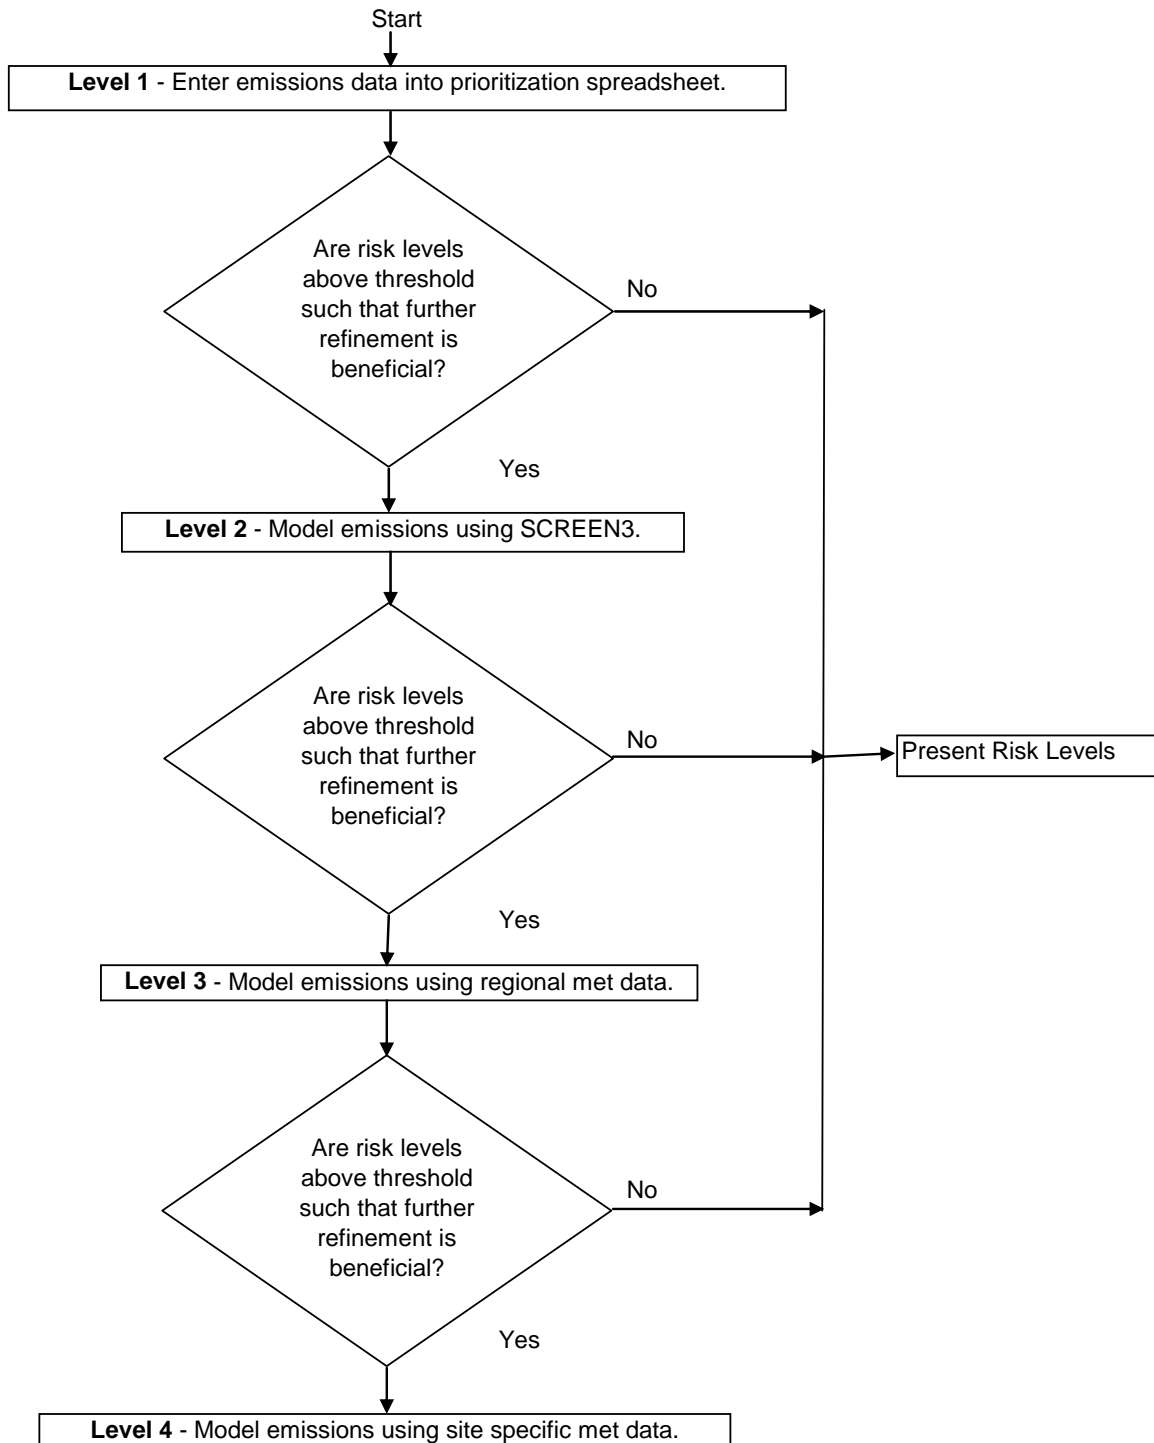 Start
Level 1 - Enter emissions data into prioritization spreadsheet.
Are risk levels
above threshold
such that further
refinement is
beneficial?
No
Yes
Level 2 - Model emissions using SCREEN3.
Are risk levels
above threshold
such that further
refinement is
beneficial?
No
Present Risk Levels
Yes
Level 3 - Model emissions using regional met data.
Are risk levels
above threshold
such that further
refinement is
beneficial?
No
Yes
Level 4 - Model emissions using site specific met data.